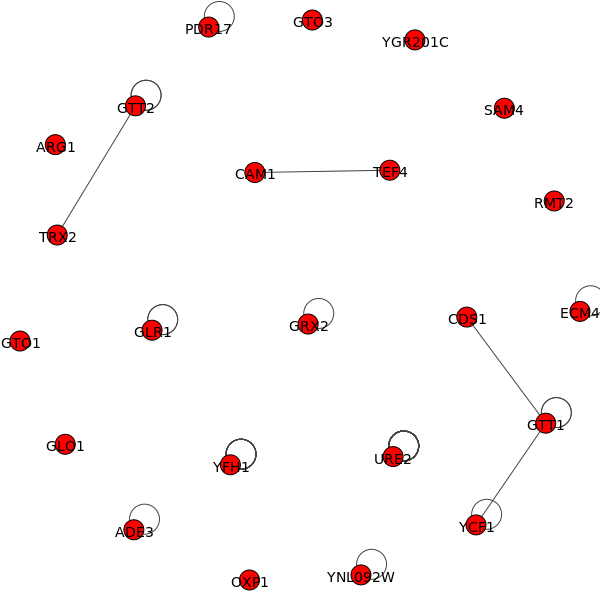 PDR17
GTO3
YGR201C
GTT2
SAM4
ARG1
CAM1
TEF4
RMT2
TRX2
ECM4
CDS1
GRX2
GLR1
GTO1
GTT1
GLO1
URE2
YFH1
YCF1
ADE3
YNL092W
OXP1